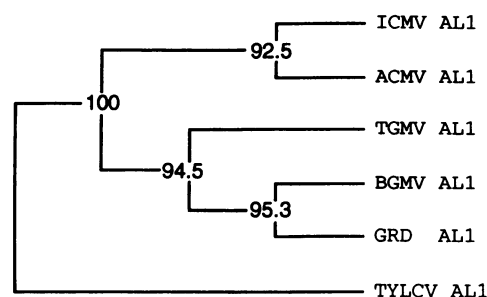 ICMV AL1
92.5
ACMV AL1
100
TGMV AL1
94.5
BGMV AL1
95.3
GRD AL1
TYLCV AL1